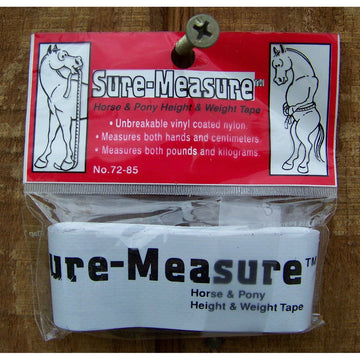 Sure-Measure™
Horse & Pony Height & Weight Tape
• Unbreakable vinyl coated nylon.
• Measures both hands and centimeters.
• Measures both pounds and kilograms.
No. 72-85
ure-Measure™
Horse & Pony
Height & Weight Tape